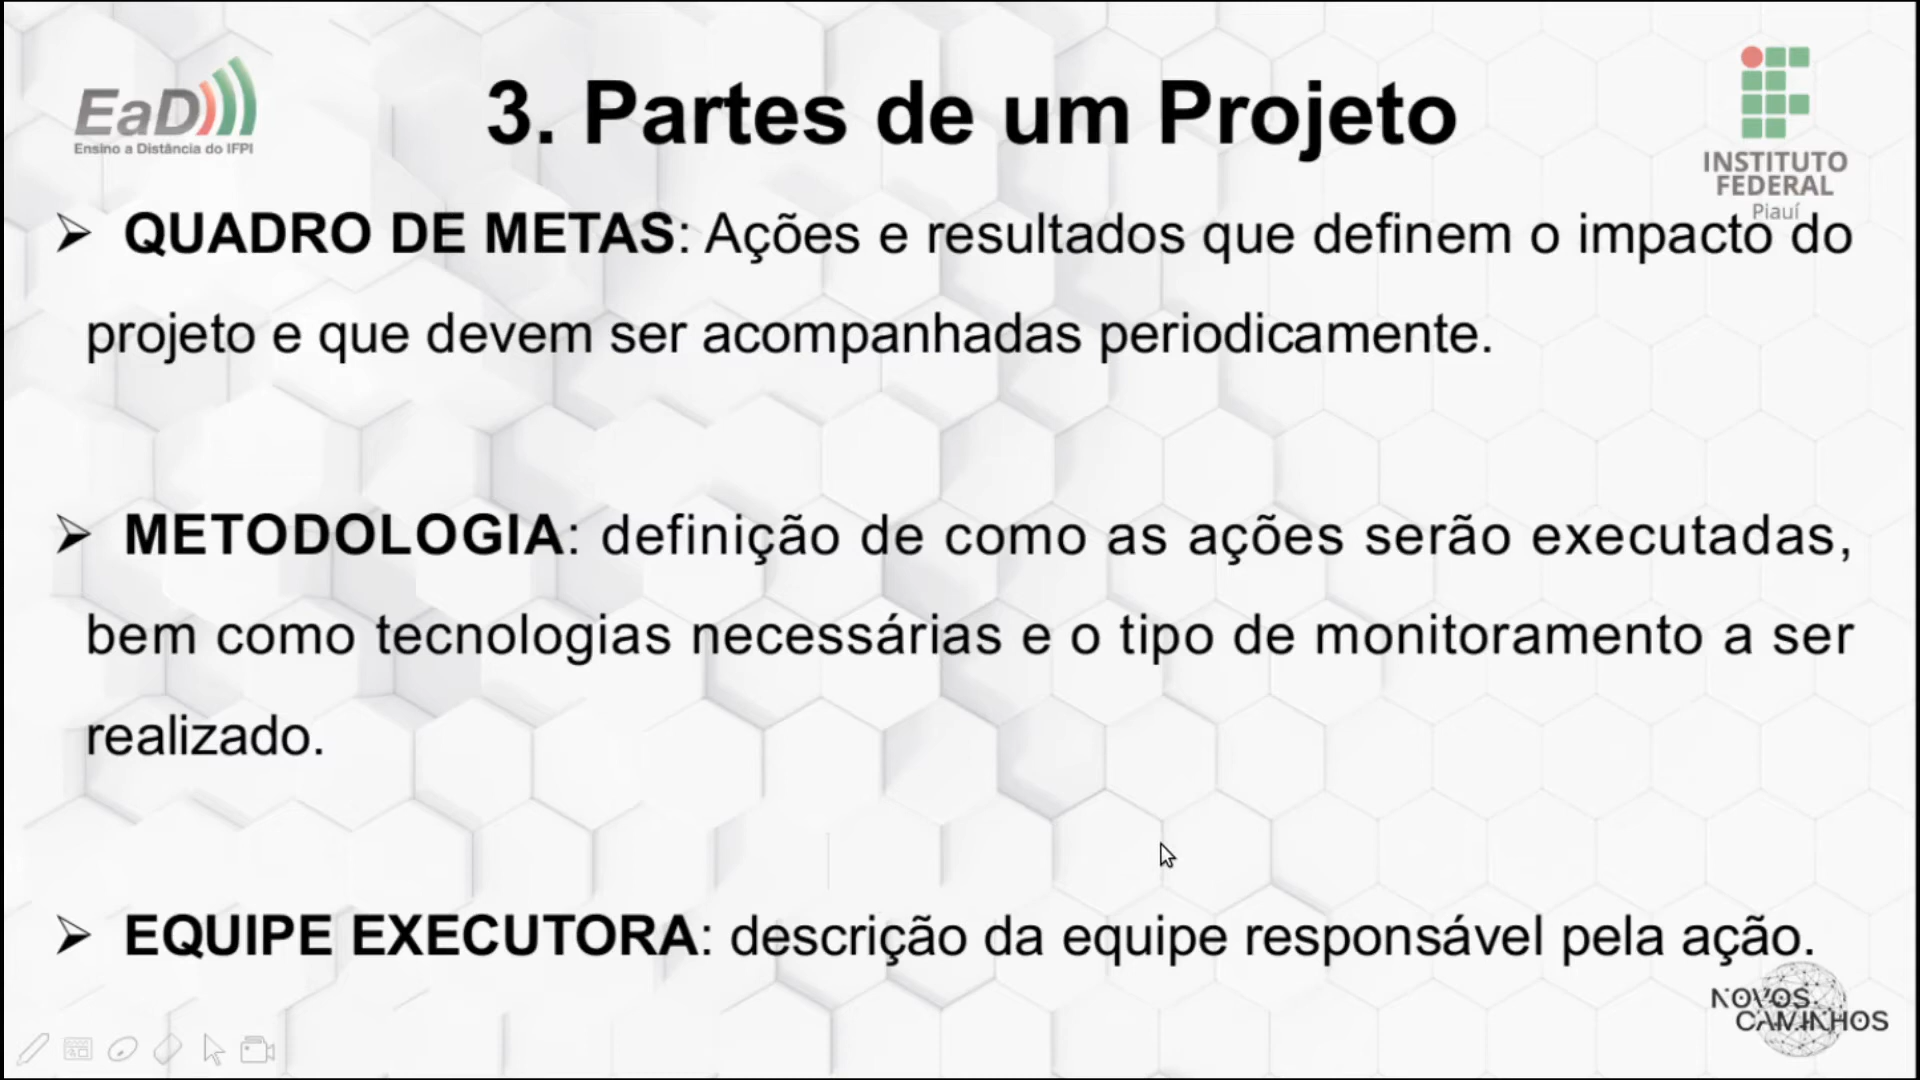 EaD
Ensino a Distância do IFPI
3. Partes de um Projeto
INSTITUTO
FEDERAL
Piauí
➢ QUADRO DE METAS: Ações e resultados que definem o impacto do
projeto e que devem ser acompanhadas periodicamente.
➢ METODOLOGIA: definição de como as ações serão executadas,
bem como tecnologias necessárias e o tipo de monitoramento a ser
realizado.
➢ EQUIPE EXECUTORA: descrição da equipe responsável pela ação.
NOVOS
CAMINHOS